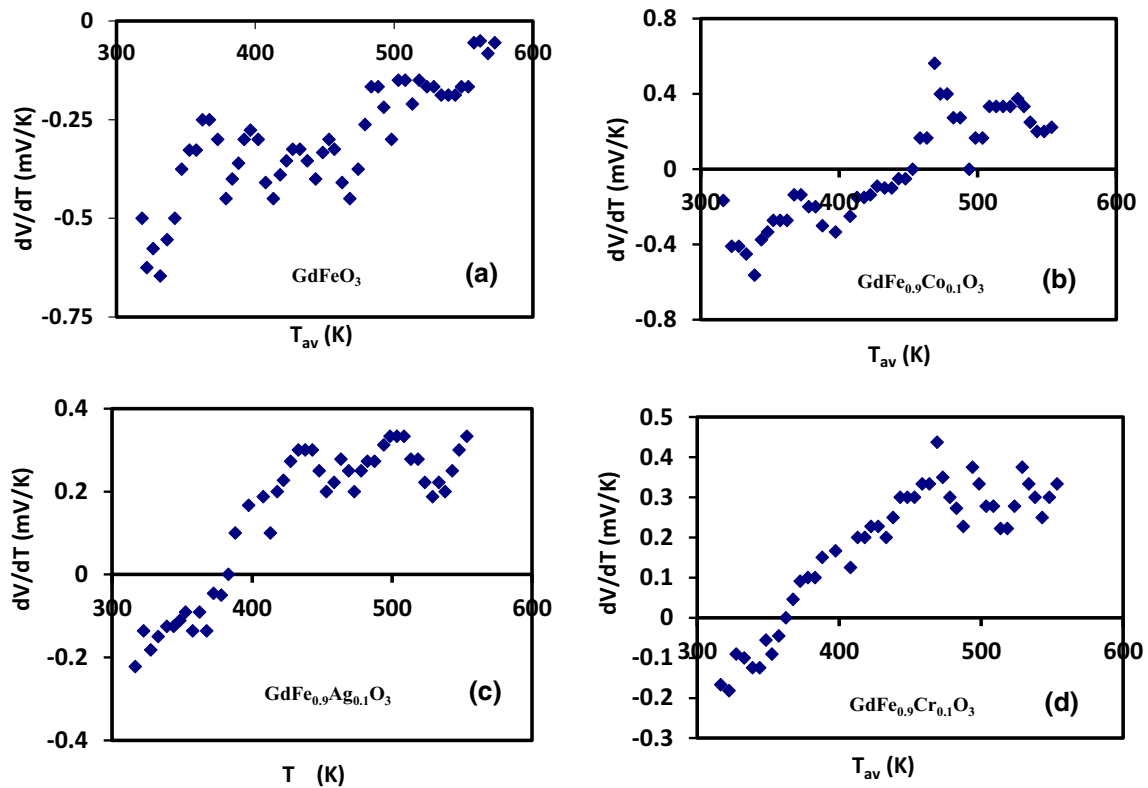 0
300
400
500
600
-0.25
-0.5
-0.75
dV/dT (mV/K)
GdFeO₃
(a)
T_av (K)
0.8
0.4
0
-0.4
-0.8
300
400
500
600
dV/dT (mV/K)
(b)
GdFe₀.₉Co₀.₁O₃
T_av (K)
0.4
0.2
0
-0.2
-0.4
300
400
500
600
dV/dT (mV/K)
GdFe₀.₉Ag₀.₁O₃
(c)
T (K)
0.5
0.4
0.3
0.2
0.1
0
-0.1
-0.2
-0.3
300
400
500
600
dV/dT (mV/K)
GdFe₀.₉Cr₀.₁O₃
(d)
T_av (K)